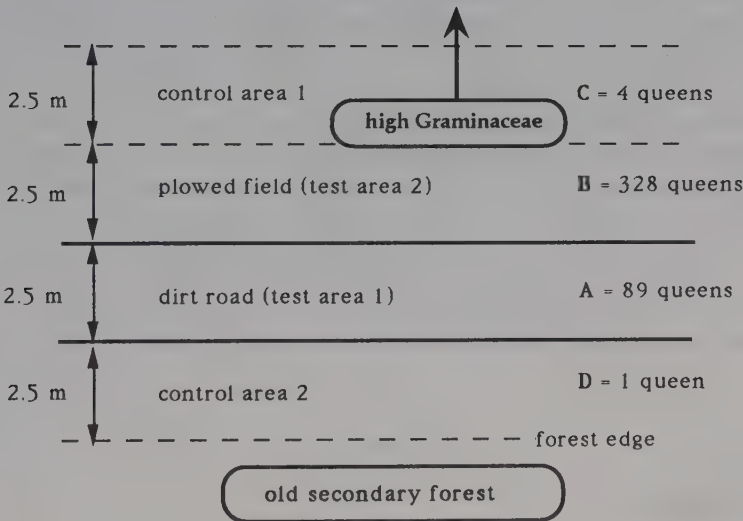 2.5 m control area 1 C = 4 queens
high Graminaceae
2.5 m plowed field (test area 2) B = 328 queens
2.5 m dirt road (test area 1) A = 89 queens
2.5 m control area 2 D = 1 queen
forest edge
old secondary forest